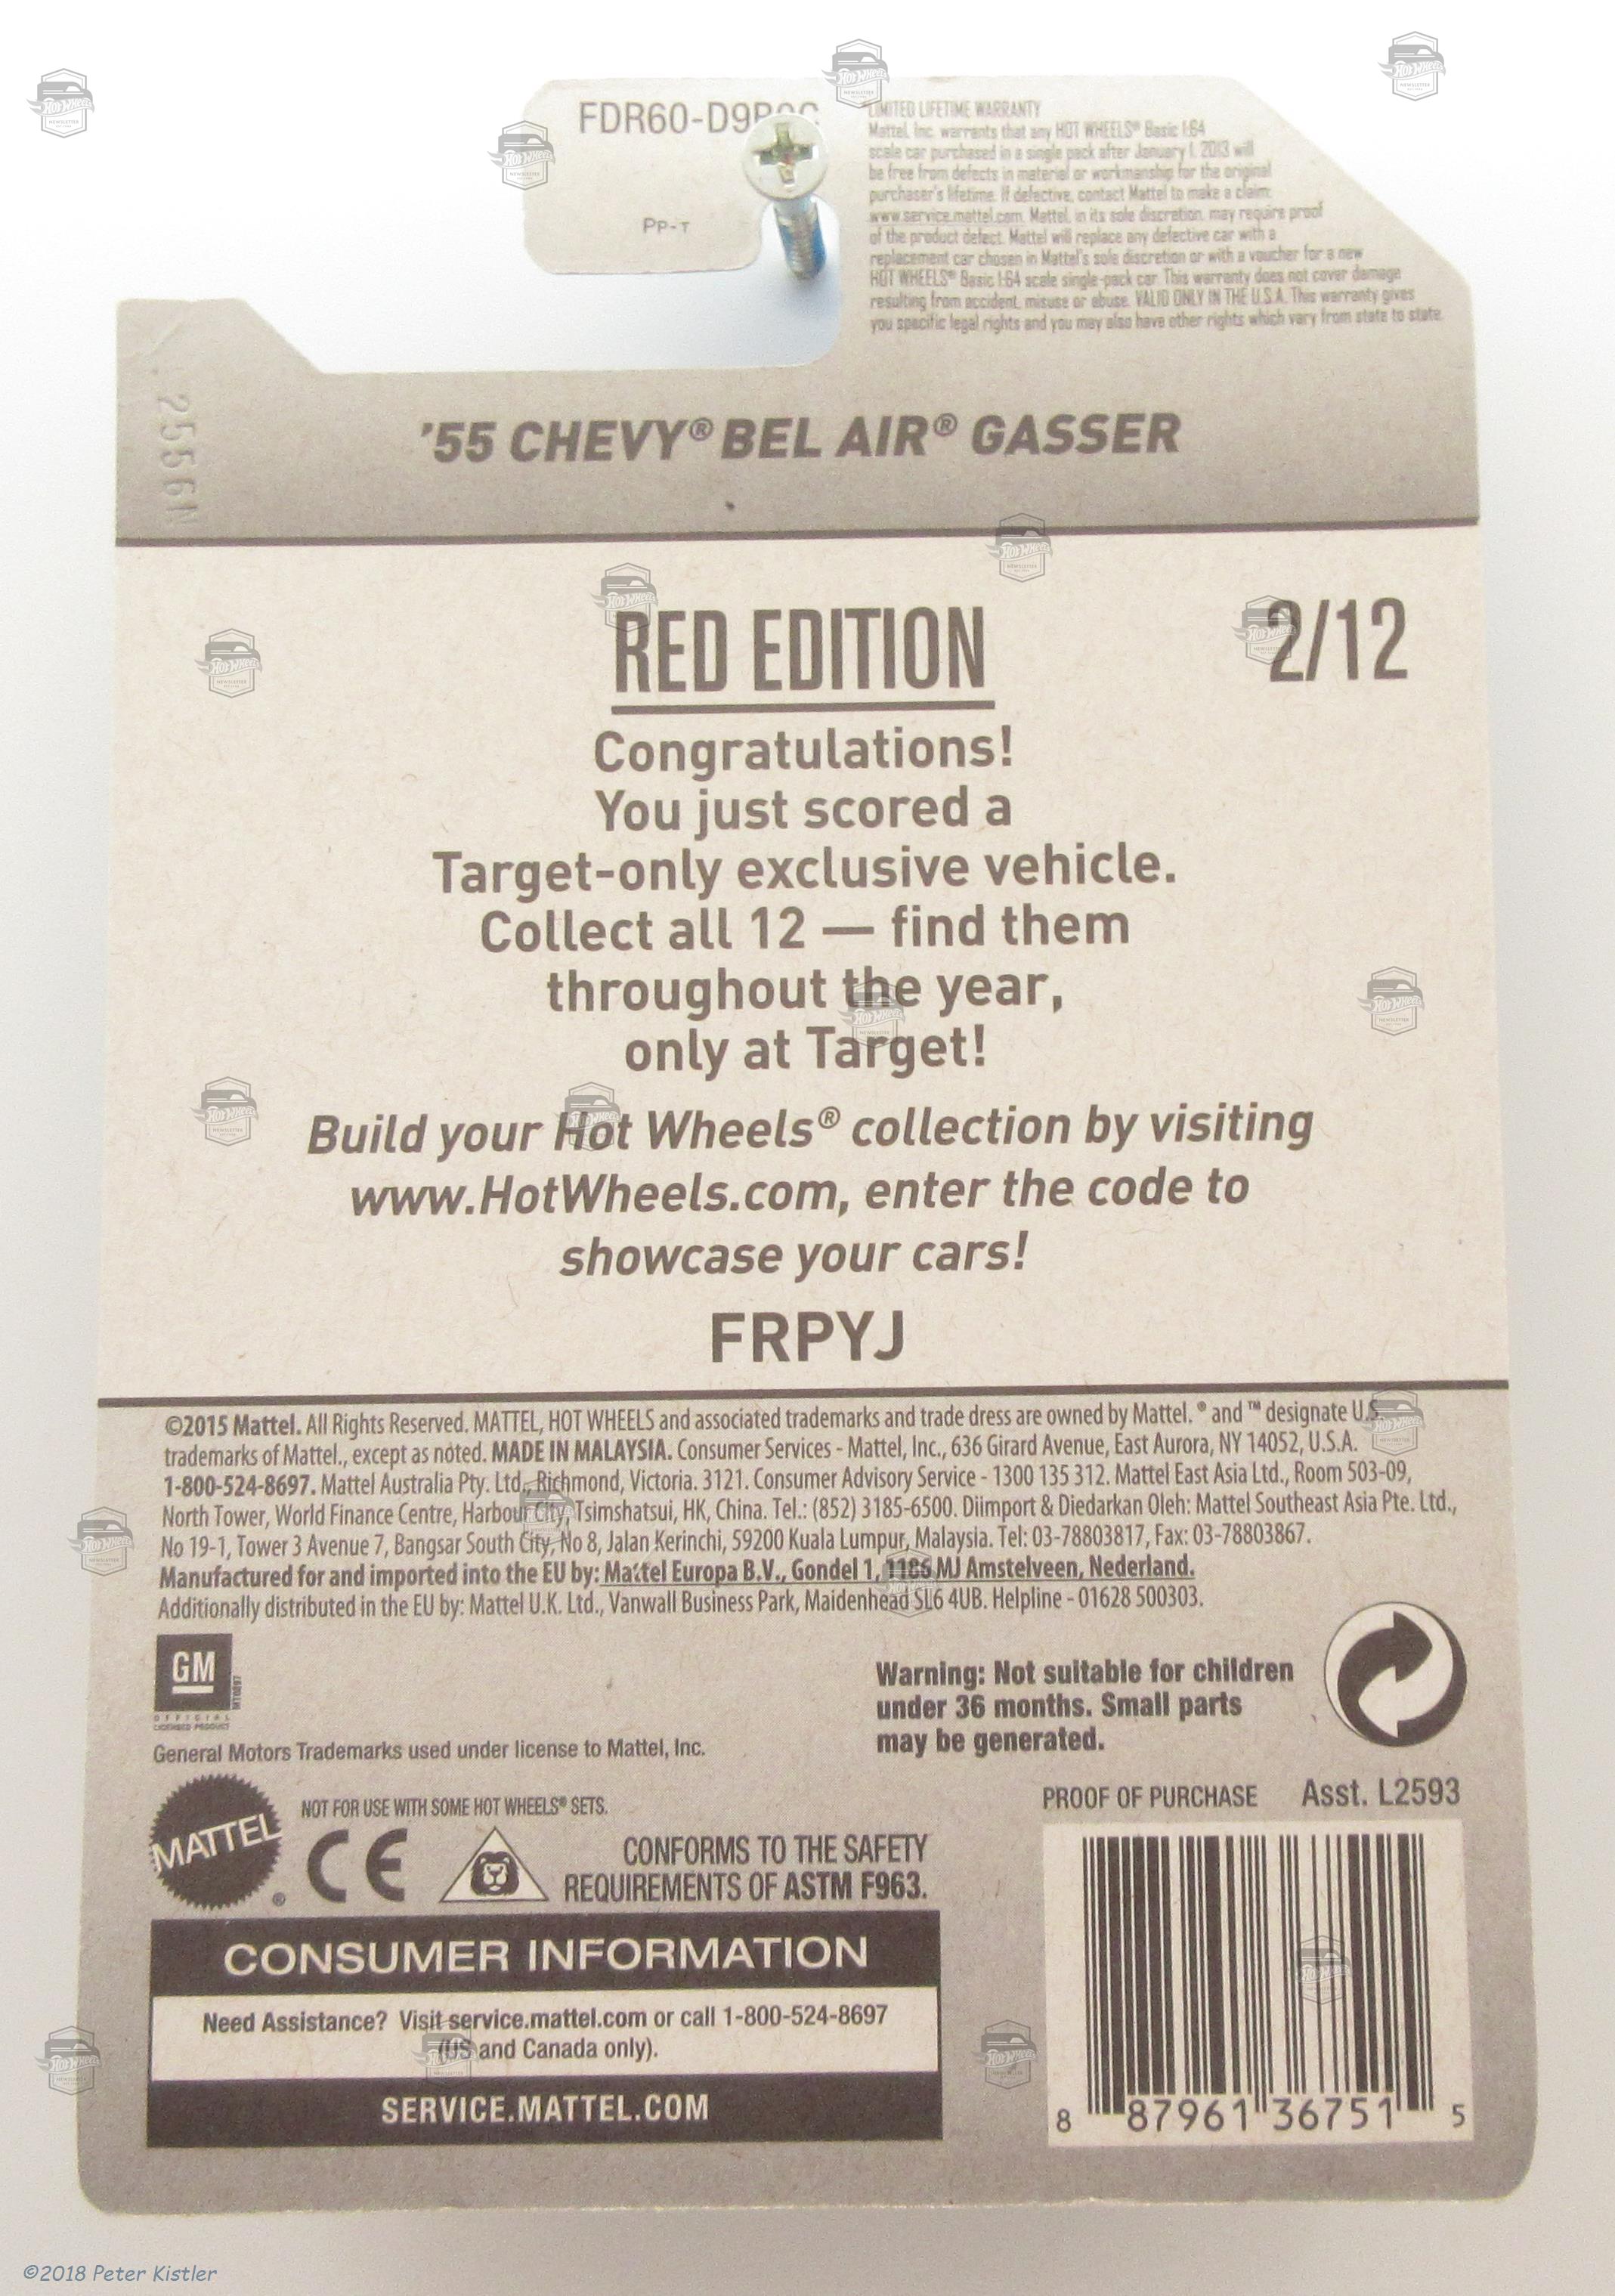 FDR60-D9
PP-T
LIMITED LIFETIME WARRANTY
Mattel, Inc. warrants that any HOT WHEELS® Basic 1:64
scale car purchased in a single pack after January 1, 2013 will
be free from defects in material or workmanship for the original
purchaser's lifetime. If defective, contact Mattel to make a claim:
www.service.mattel.com. Mattel, in its sole discretion, may require proof
of the product defect. Mattel will replace any defective car with a
replacement car chosen in Mattel's sole discretion or with a voucher for a new
HOT WHEELS® Basic 1:64 scale single-pack car. This warranty does not cover damage
resulting from accident, misuse or abuse. VALID ONLY IN THE U.S.A. This warranty gives
you specific legal rights and you may also have other rights which vary from state to state.
2556N
'55 CHEVY® BEL AIR® GASSER
RED EDITION
2/12
Congratulations!
You just scored a
Target-only exclusive vehicle.
Collect all 12 — find them
throughout the year,
only at Target!
Build your Hot Wheels® collection by visiting
www.HotWheels.com, enter the code to
showcase your cars!
FRPYJ
©2015 Mattel. All Rights Reserved. MATTEL, HOT WHEELS and associated trademarks and trade dress are owned by Mattel. ® and ™ designate U.S.
trademarks of Mattel., except as noted. MADE IN MALAYSIA. Consumer Services - Mattel, Inc., 636 Girard Avenue, East Aurora, NY 14052, U.S.A.
1-800-524-8697. Mattel Australia Pty. Ltd., Richmond, Victoria. 3121. Consumer Advisory Service - 1300 135 312. Mattel East Asia Ltd., Room 503-09,
North Tower, World Finance Centre, Harbour City, Tsimshatsui, HK, China. Tel.: (852) 3185-6500. Diimport & Diedarkan Oleh: Mattel Southeast Asia Pte. Ltd.,
No 19-1, Tower 3 Avenue 7, Bangsar South City, No 8, Jalan Kerinchi, 59200 Kuala Lumpur, Malaysia. Tel: 03-78803817, Fax: 03-78803867.
Manufactured for and imported into the EU by: Mattel Europa B.V., Gondel 1, 1186 MJ Amstelveen, Nederland.
Additionally distributed in the EU by: Mattel U.K. Ltd., Vanwall Business Park, Maidenhead SL6 4UB. Helpline - 01628 500303.
GM
OFFICIAL
LICENSED PRODUCT
General Motors Trademarks used under license to Mattel, Inc.
Warning: Not suitable for children
under 36 months. Small parts
may be generated.
MATTEL®
NOT FOR USE WITH SOME HOT WHEELS® SETS.
CE
CONFORMS TO THE SAFETY
REQUIREMENTS OF ASTM F963.
PROOF OF PURCHASE Asst. L2593
CONSUMER INFORMATION
Need Assistance? Visit service.mattel.com or call 1-800-524-8697
(US and Canada only).
SERVICE.MATTEL.COM
8 87961 36751 5
©2018 Peter Kistler